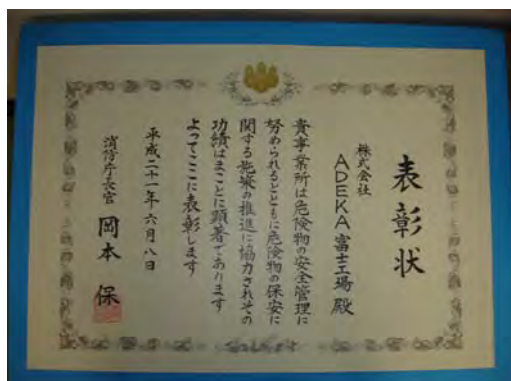 表彰状
株式会社
ADEKA富士工場 殿
貴事業所は危険物の安全管理に
努められるとともに危険物の保安に
関する施策の推進に協力されその
功績はまことに顕著であります
よってここに表彰します
平成二十一年六月八日
消防庁長官 岡本 保